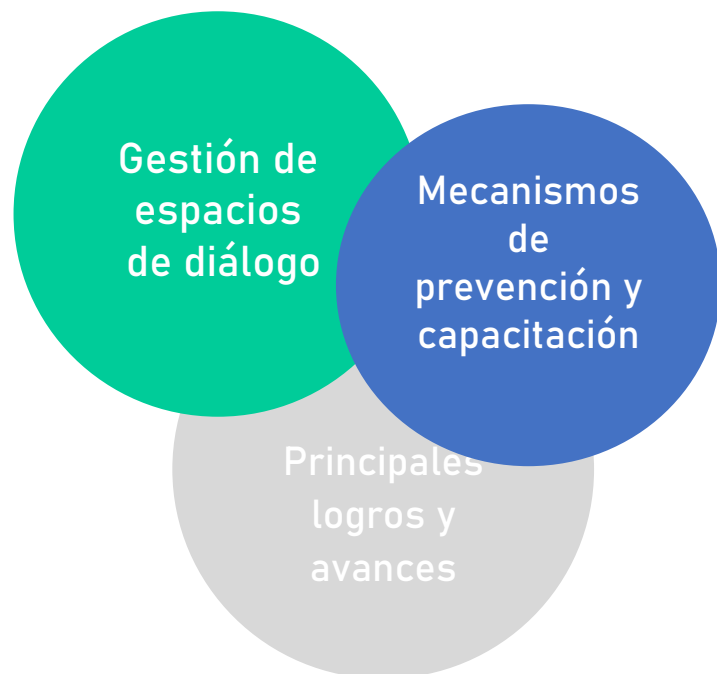 Gestión de
espacios
de diálogo
Mecanismos
de
prevención y
capacitación
Principales
logros y
avances